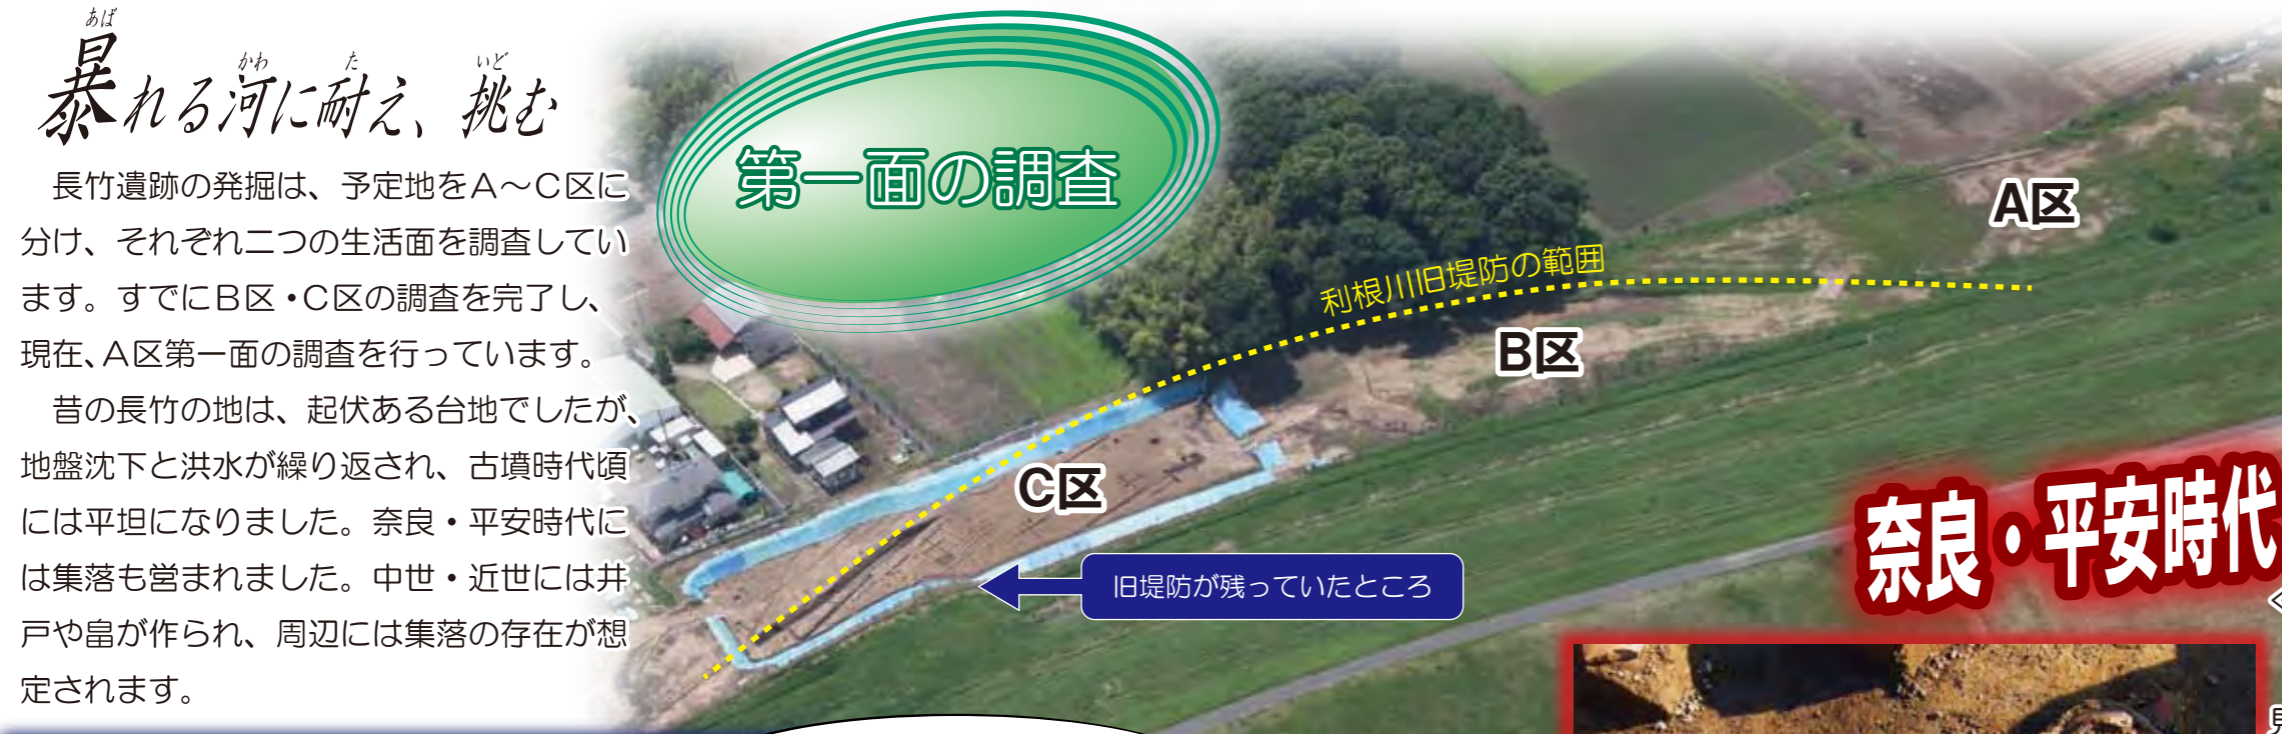 暴れる河に耐え、挑む
あば
かわ
た
いど
長竹遺跡の発掘は、予定地をA～C区に
分け、それぞれ二つの生活面を調査してい
ます。すでにB区・C区の調査を完了し、
現在、A区第一面の調査を行っています。
昔の長竹の地は、起伏ある台地でしたが、
地盤沈下と洪水が繰り返され、古墳時代頃
には平坦になりました。奈良・平安時代に
は集落も営まれました。中世・近世には井
戸や畠が作られ、周辺には集落の存在が想
定されます。
第一面の調査
A区
利根川旧堤防の範囲
B区
C区
旧堤防が残っていたところ
奈良・平安時代